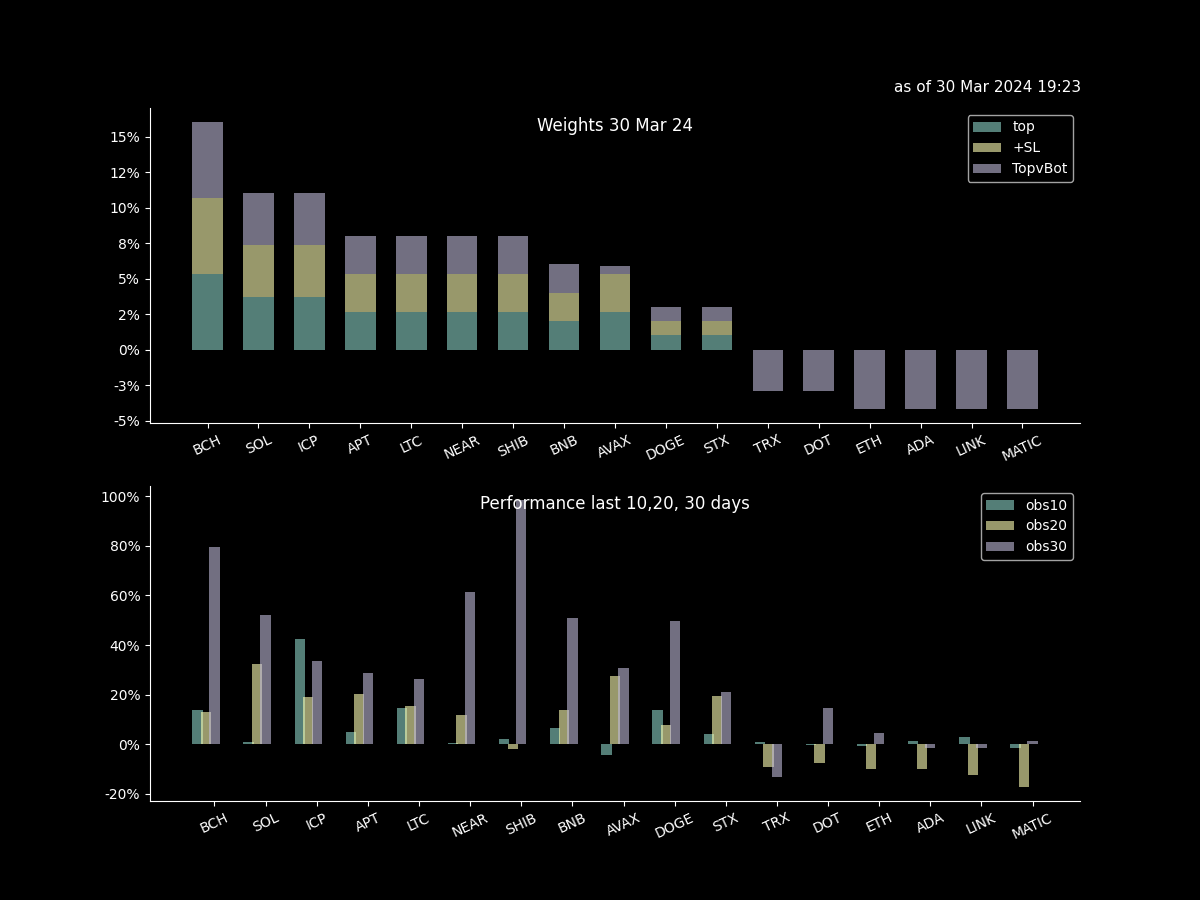 as of 30 Mar 2024 19:23
Weights 30 Mar 24
top
+SL
TopvBot
15%
12%
10%
8%
5%
2%
0%
-3%
-5%
BCH SOL ICP APT LTC NEAR SHIB BNB AVAX DOGE STX TRX DOT ETH ADA LINK MATIC
Performance last 10,20, 30 days
obs10
obs20
obs30
100%
80%
60%
40%
20%
0%
-20%
BCH SOL ICP APT LTC NEAR SHIB BNB AVAX DOGE STX TRX DOT ETH ADA LINK MATIC